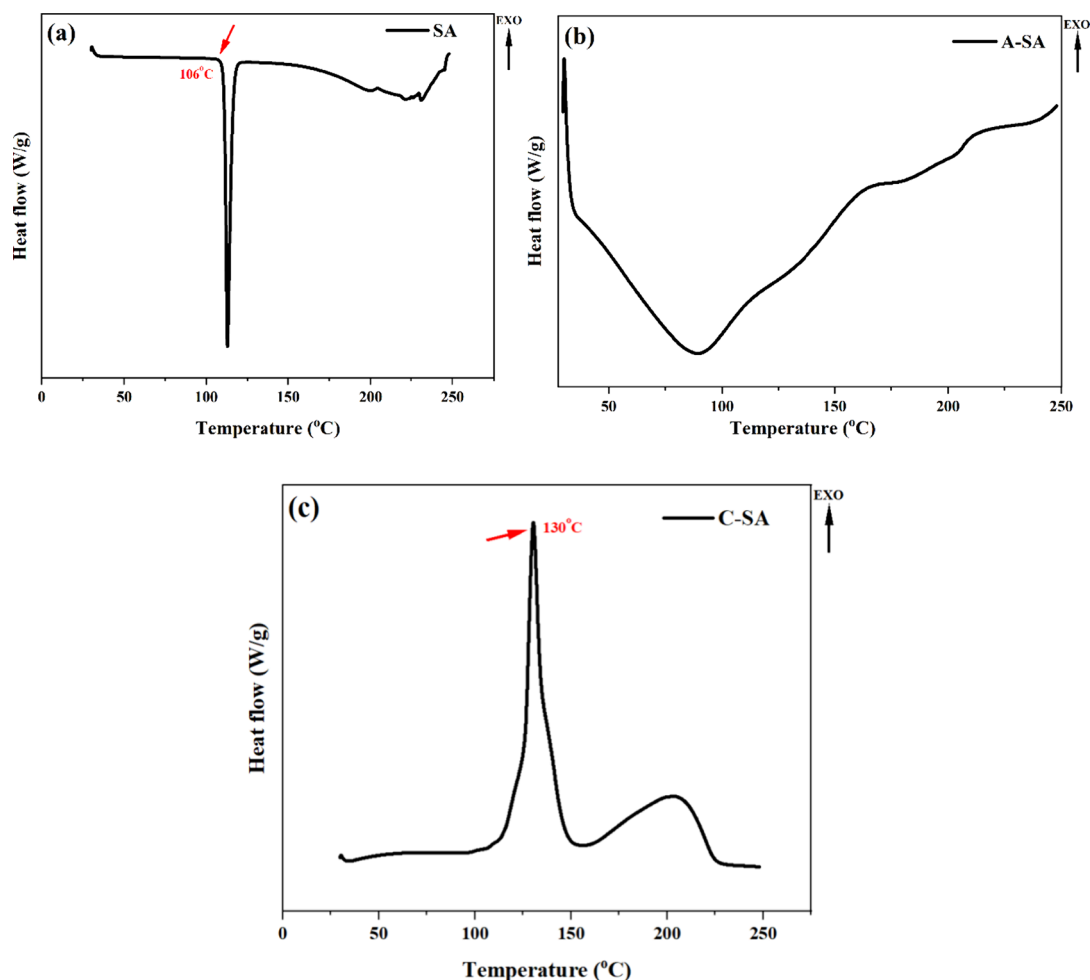 (a)
SA
EXO
106°C
Heat flow (W/g)
0
50
100
150
200
250
Temperature (°C)
(b)
A-SA
EXO
Heat flow (W/g)
50
100
150
200
250
Temperature (°C)
(c)
C-SA
EXO
130°C
Heat flow (W/g)
0
50
100
150
200
250
Temperature (°C)